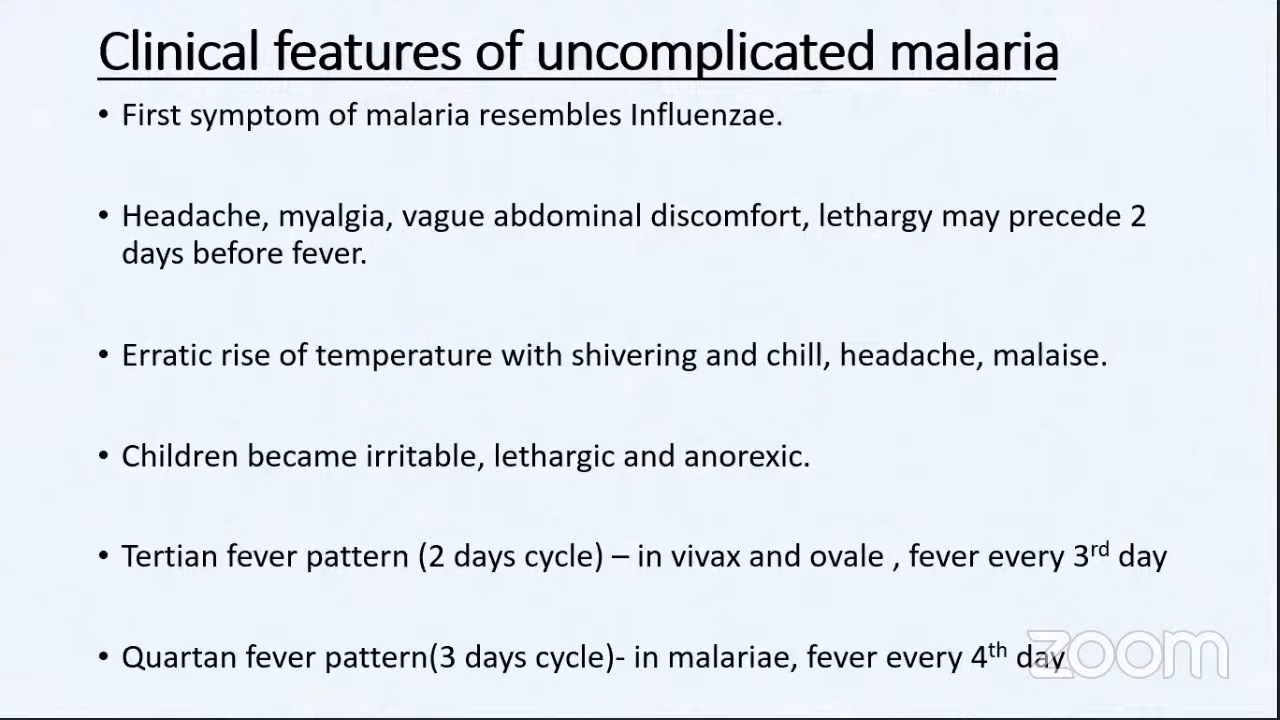 Clinical features of uncomplicated malaria
• First symptom of malaria resembles Influenzae.
• Headache, myalgia, vague abdominal discomfort, lethargy may precede 2
days before fever.
• Erratic rise of temperature with shivering and chill, headache, malaise.
• Children became irritable, lethargic and anorexic.
• Tertian fever pattern (2 days cycle) – in vivax and ovale , fever every 3rd day
• Quartan fever pattern(3 days cycle)- in malariae, fever every 4th day
zoom